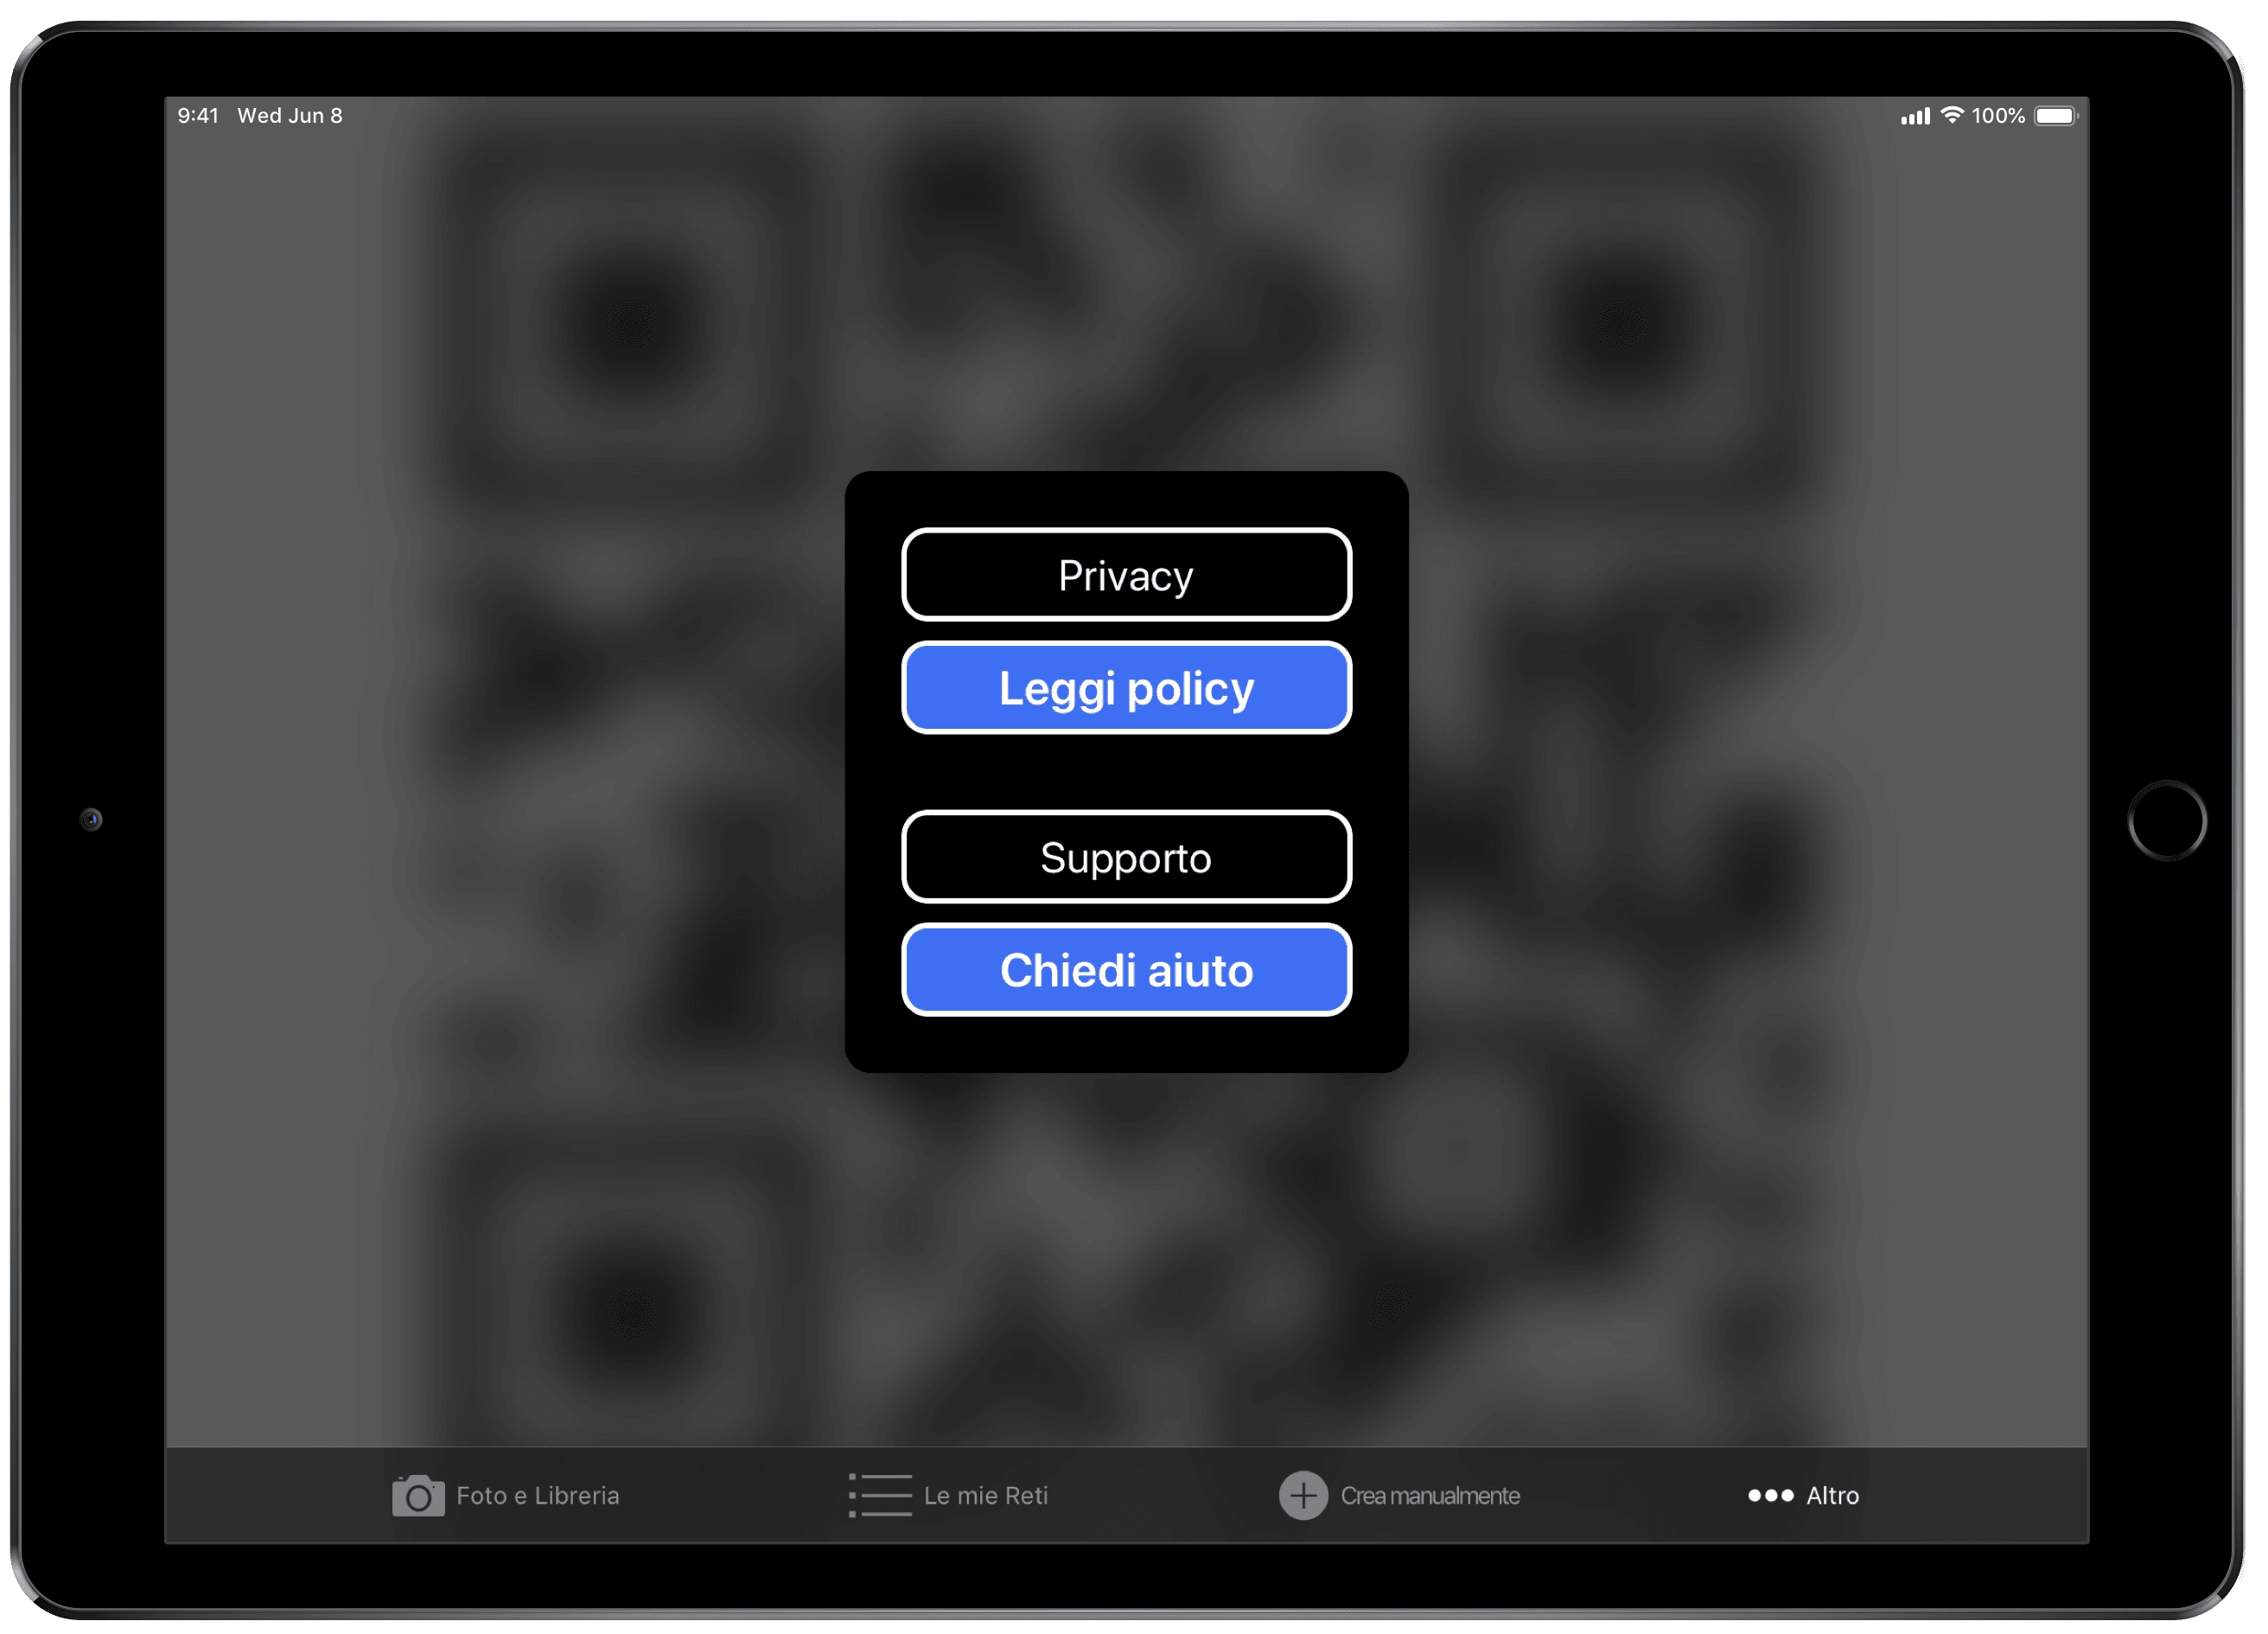 9:41 Wed Jun 8 100%
Privacy
Leggi policy
Supporto
Chiedi aiuto
Foto e Libreria Le mie Reti Crea manualmente Altro